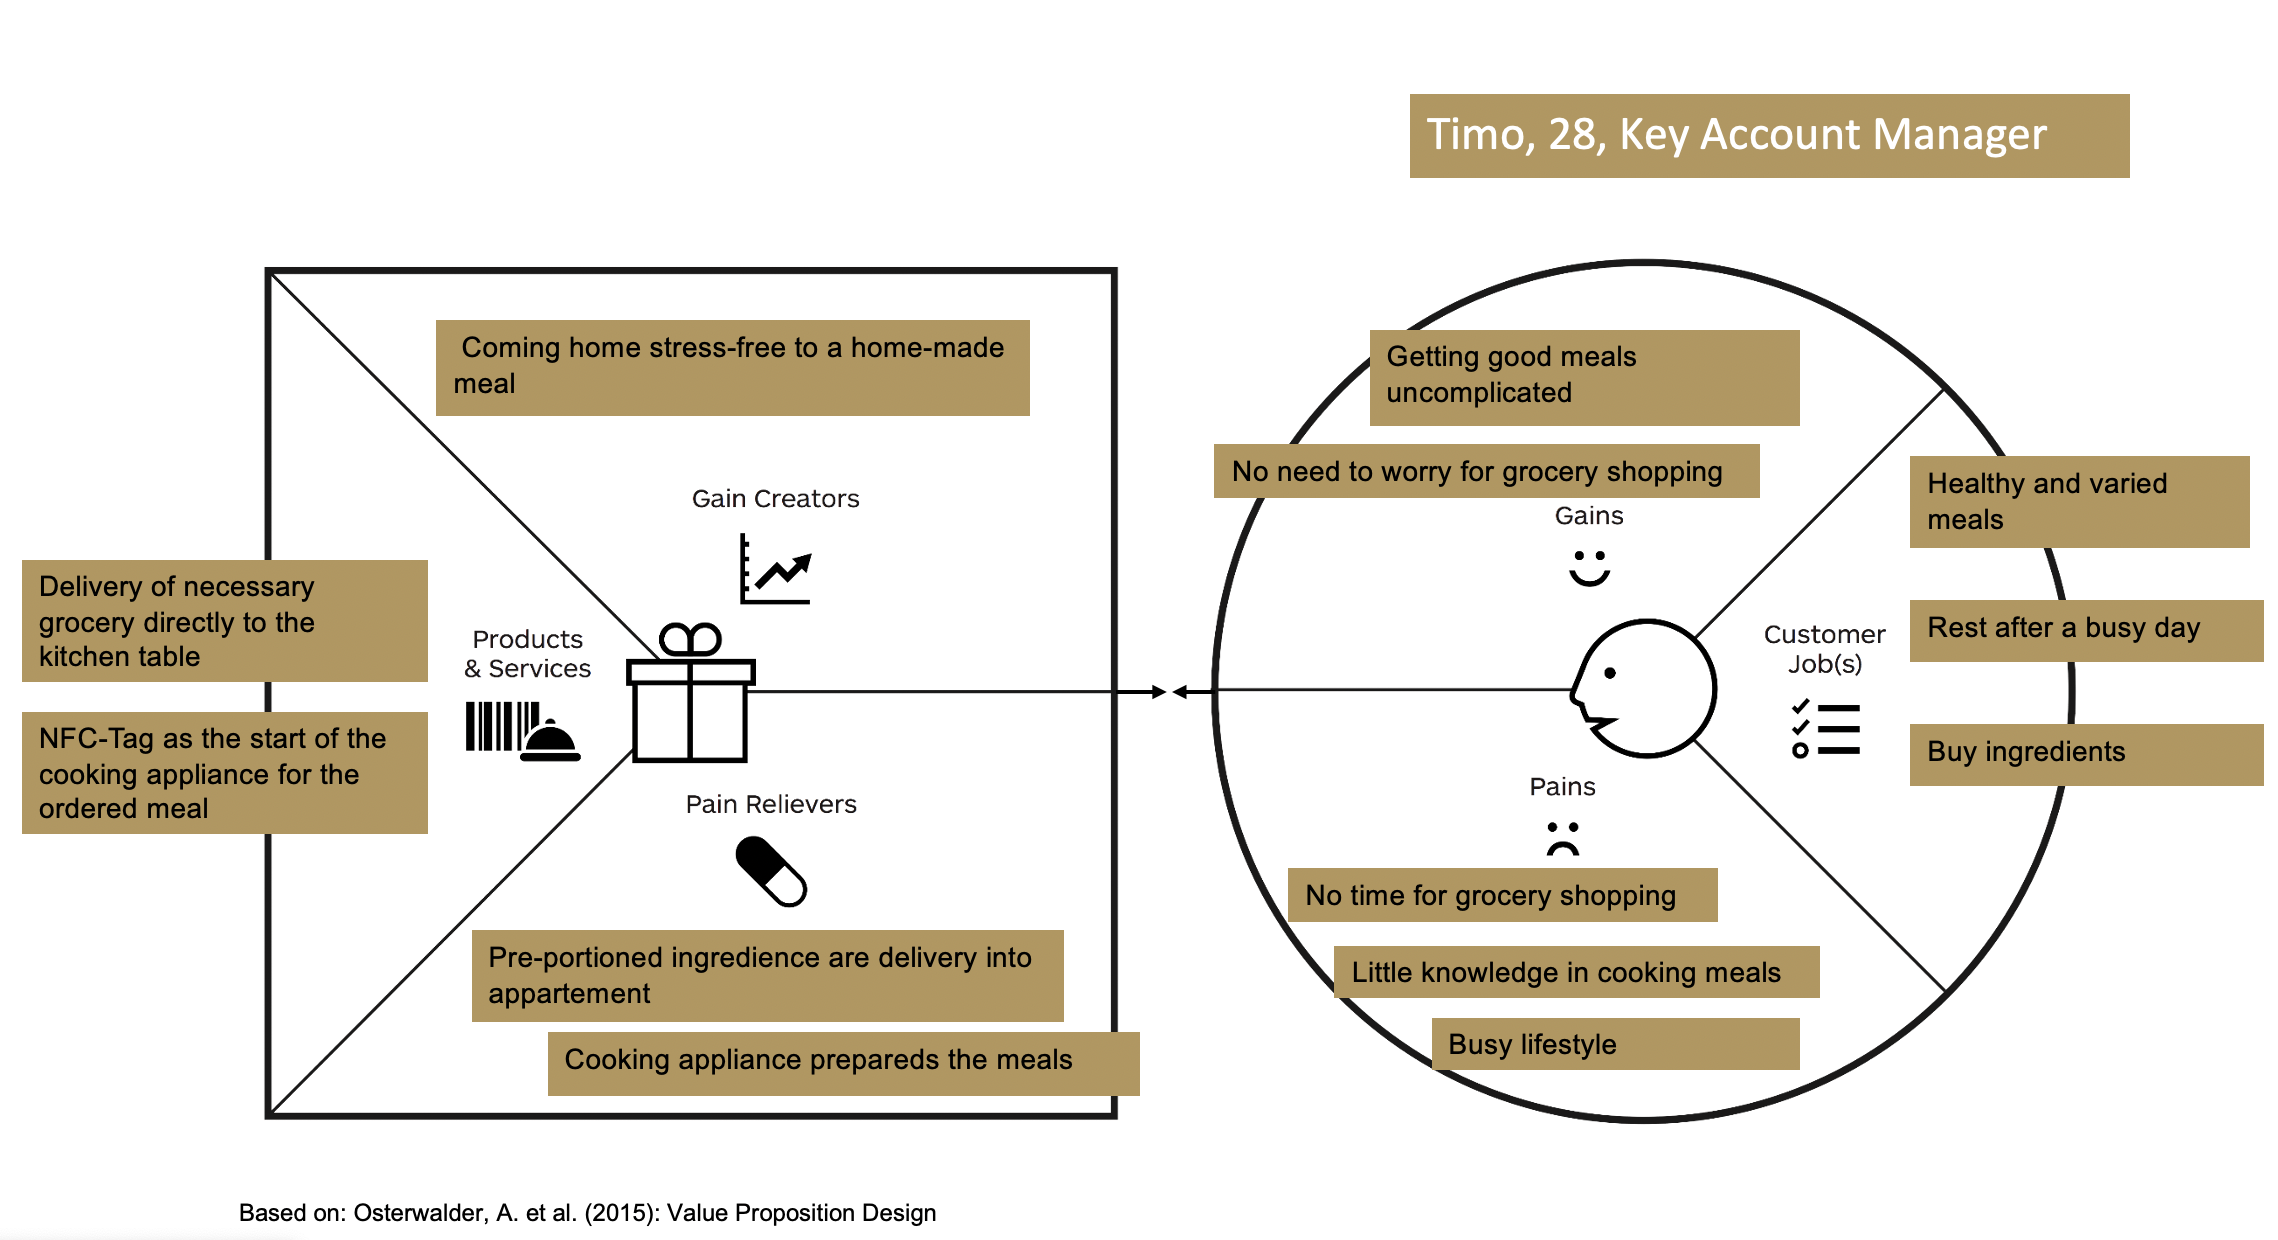 Timo, 28, Key Account Manager
Coming home stress-free to a home-made
meal
Gain Creators
Delivery of necessary
grocery directly to the
kitchen table
Products
& Services
NFC-Tag as the start of the
cooking appliance for the
ordered meal
Pain Relievers
Pre-portioned ingredience are delivery into
appartement
Cooking appliance prepareds the meals
Getting good meals
uncomplicated
No need to worry for grocery shopping
Gains
Healthy and varied
meals
Rest after a busy day
Customer
Job(s)
Buy ingredients
Pains
No time for grocery shopping
Little knowledge in cooking meals
Busy lifestyle
Based on: Osterwalder, A. et al. (2015): Value Proposition Design